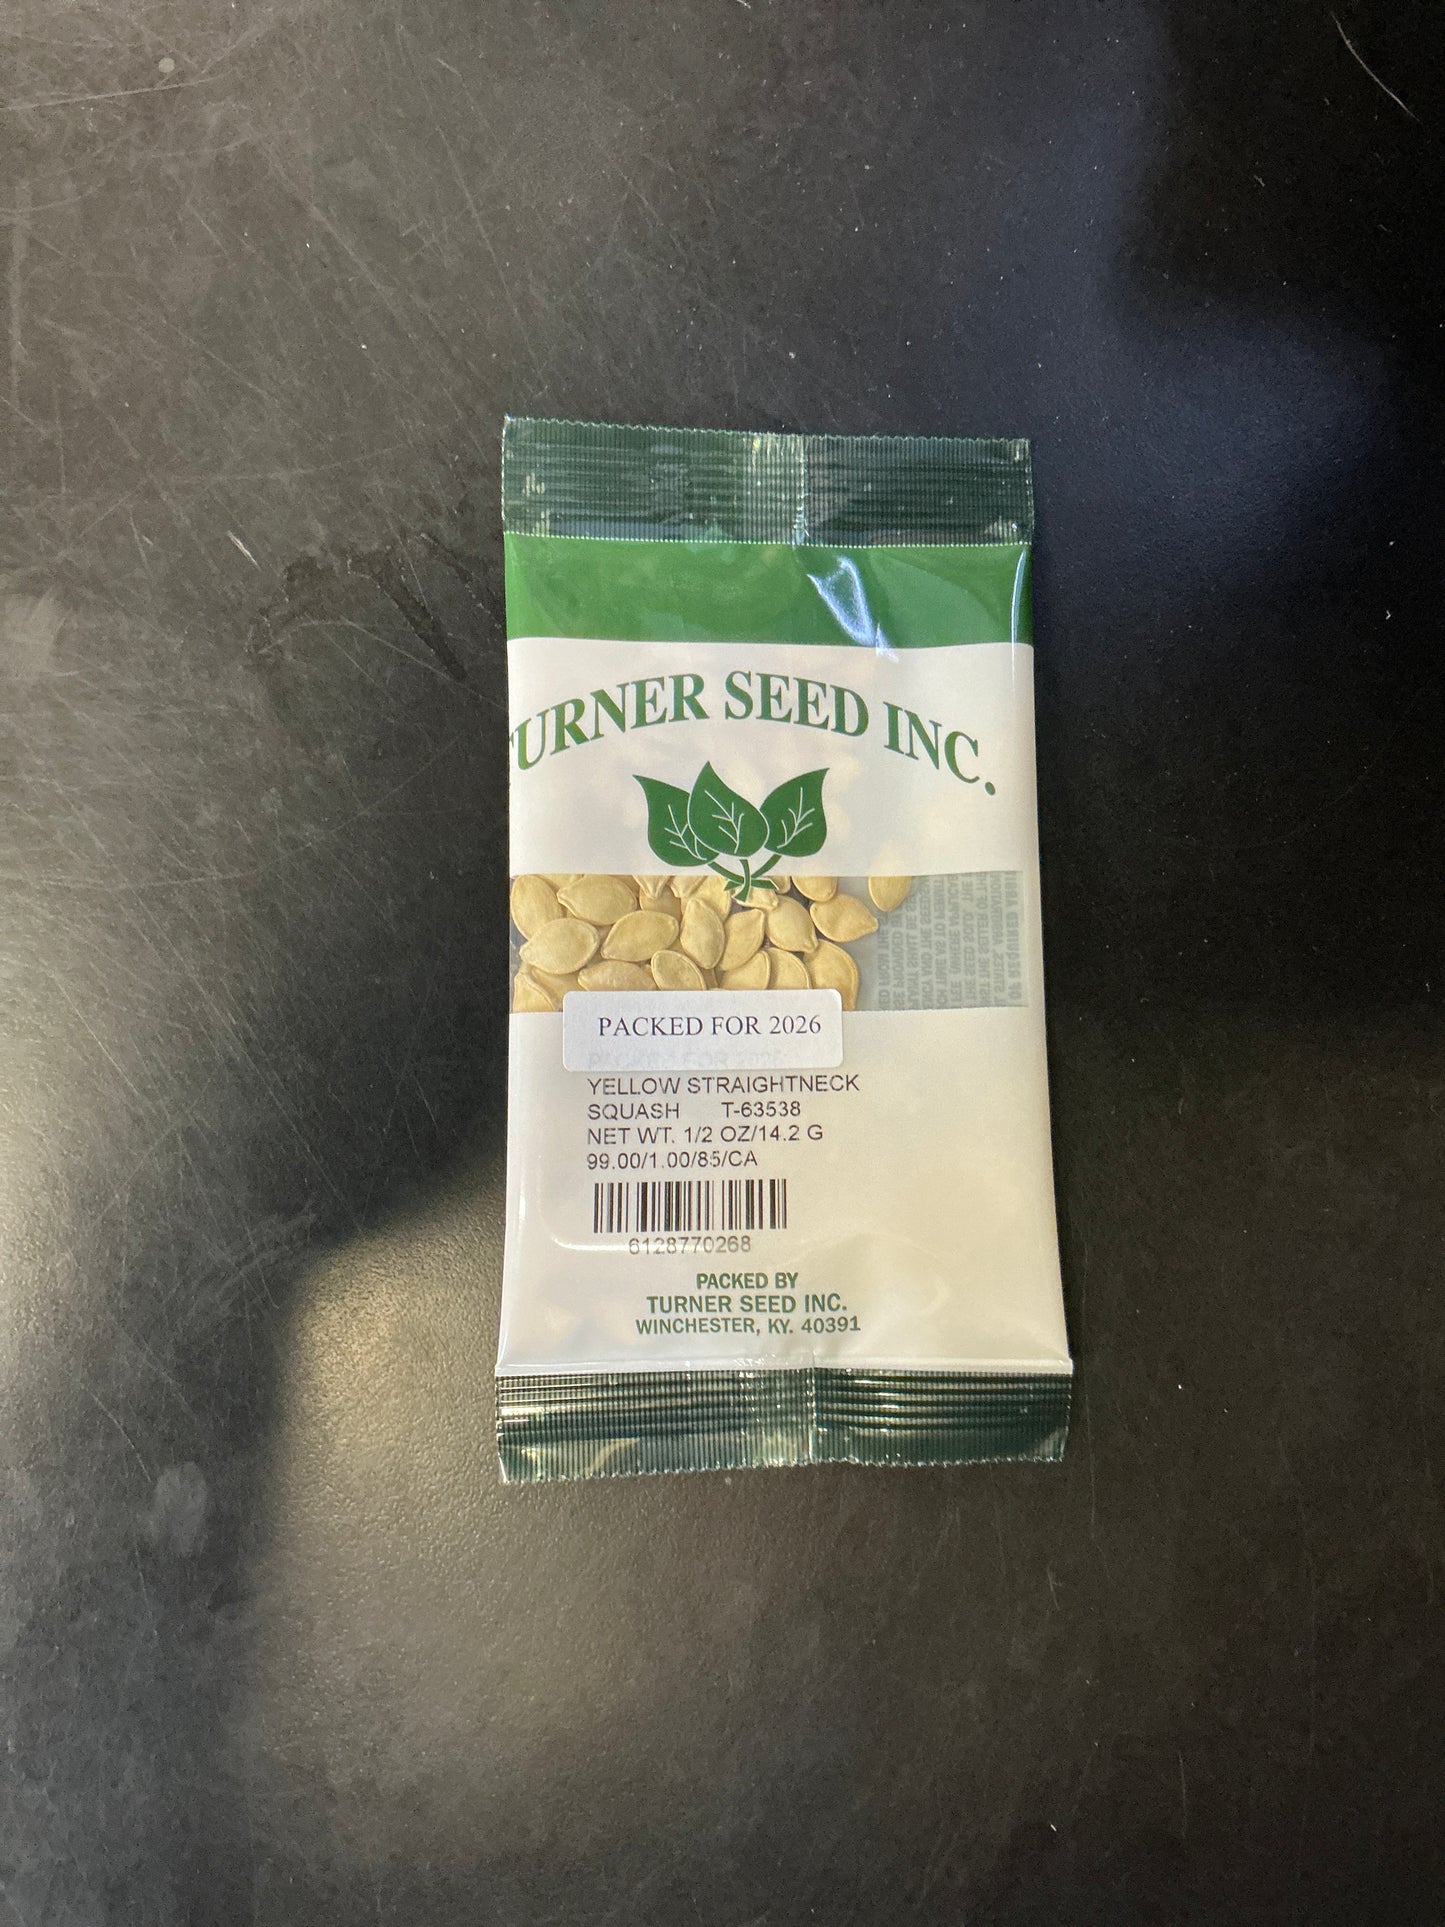 TURNER SEED INC.
PACKED FOR 2026
YELLOW STRAIGHTNECK
SQUASH T-63538
NET WT. 1/2 OZ/14.2 G
99.00/1.00/85/CA
6128770268
PACKED BY
TURNER SEED INC.
WINCHESTER, KY. 40391